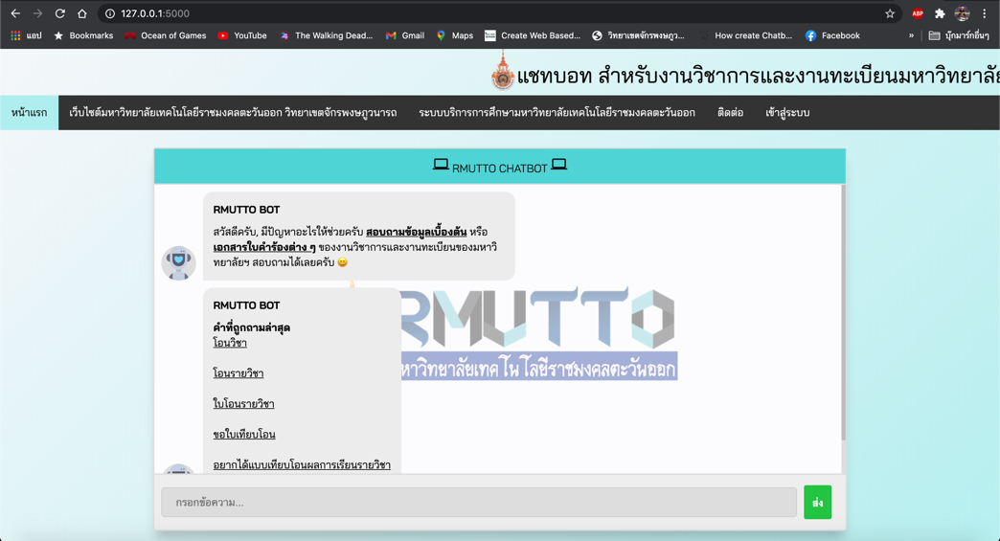 127.0.0.1:5000
ABP
แอป Bookmarks Ocean of Games YouTube The Walking Dead... Gmail Maps Create Web Based... วิทยาเขตจักรพงษภูว... How create Chatb... Facebook » บุ๊กมาร์กอื่นๆ
แชทบอท สำหรับงานวิชาการและงานทะเบียนมหาวิทยาลัย
หน้าแรก เว็บไซต์มหาวิทยาลัยเทคโนโลยีราชมงคลตะวันออก วิทยาเขตจักรพงษภูวนารถ ระบบบริการการศึกษามหาวิทยาลัยเทคโนโลยีราชมงคลตะวันออก ติดต่อ เข้าสู่ระบบ
RMUTTO CHATBOT
RMUTTO BOT
สวัสดีครับ, มีปัญหาอะไรให้ช่วยครับ สอบถามข้อมูลเบื้องต้น หรือ
เอกสารใบคำร้องต่าง ๆ ของงานวิชาการและงานทะเบียนของมหาวิ
ทยาลัยฯ สอบถามได้เลยครับ 😄
RMUTTO BOT
คำที่ถูกถามล่าสุด
โอนวิชา
โอนรายวิชา
ใบโอนรายวิชา
ขอใบเทียบโอน
อยากได้แบบเทียบโอนผลการเรียนรายวิชา
RMUTTO
หาวิทยาลัยเทคโนโลยีราชมงคลตะวันออก
กรอกข้อความ...
ส่ง